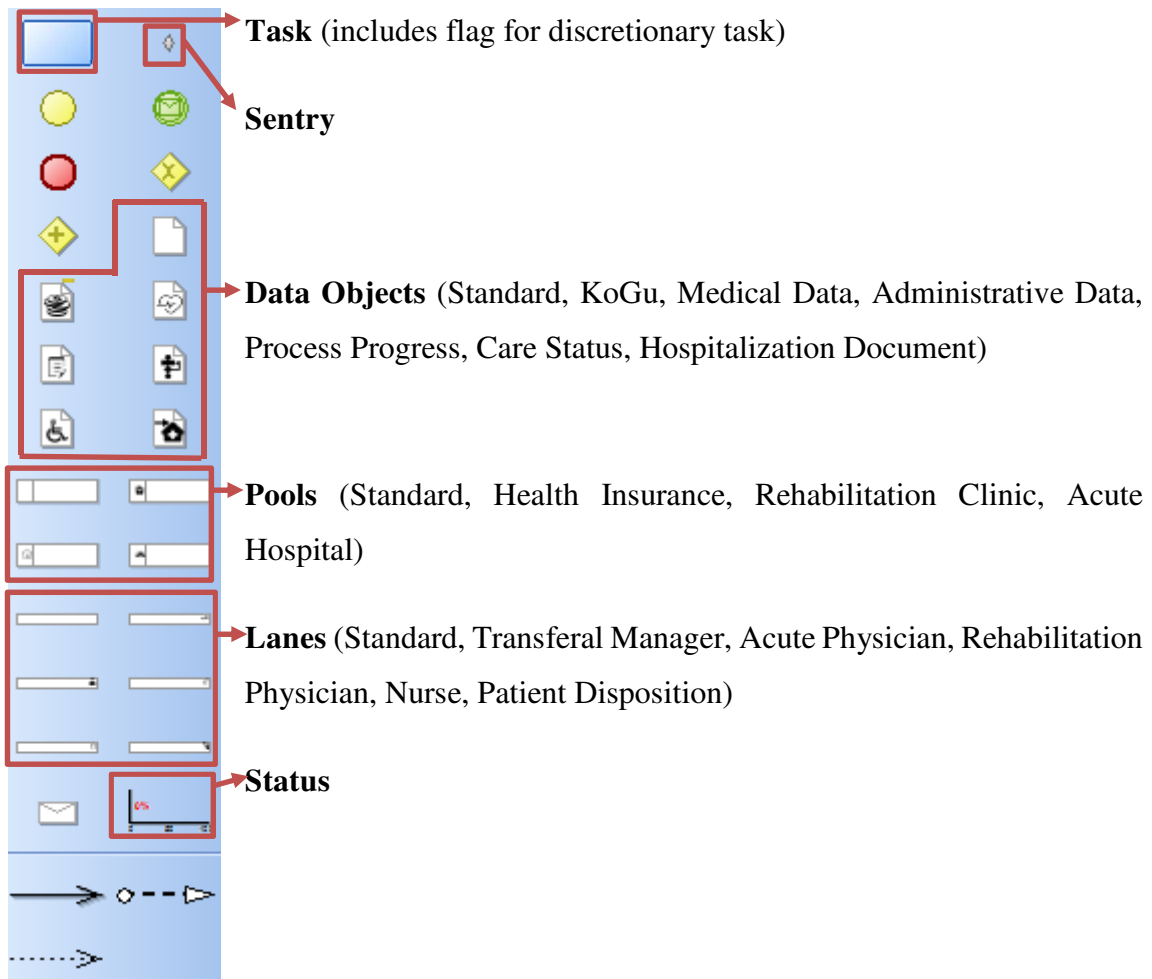 Task (includes flag for discretionary task)
Sentry
Data Objects (Standard, KoGu, Medical Data, Administrative Data,
Process Progress, Care Status, Hospitalization Document)
Pools (Standard, Health Insurance, Rehabilitation Clinic, Acute
Hospital)
Lanes (Standard, Transferal Manager, Acute Physician, Rehabilitation
Physician, Nurse, Patient Disposition)
Status